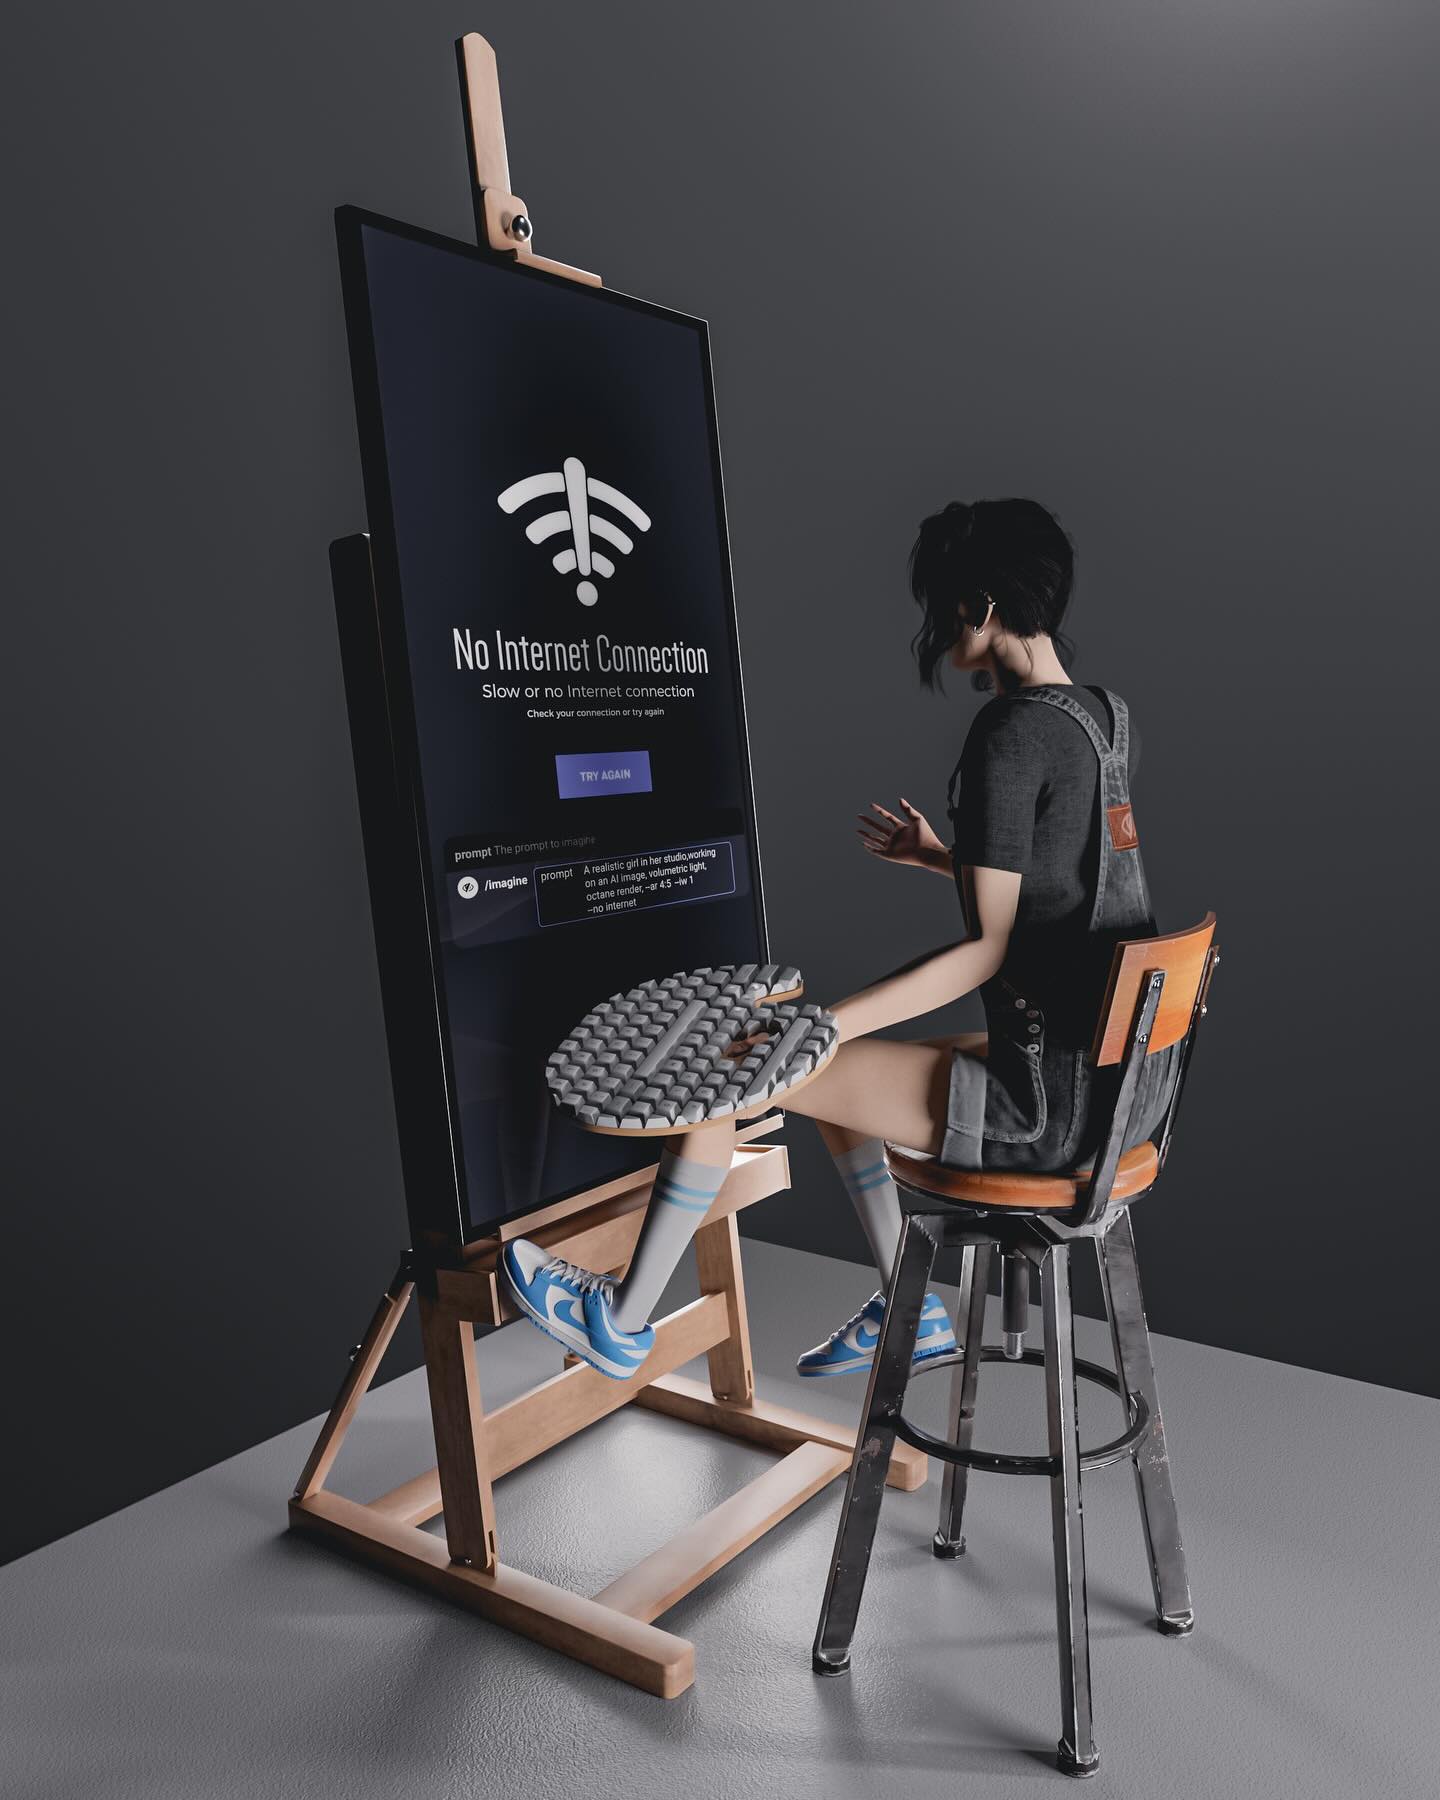 No Internet Connection
Slow or no Internet connection
Check your connection or try again
TRY AGAIN
prompt The prompt to imagine
/imagine prompt A realistic girl in her studio,working
on an AI image, volumetric light,
octane render, --ar 4:5 --iw 1
--no internet